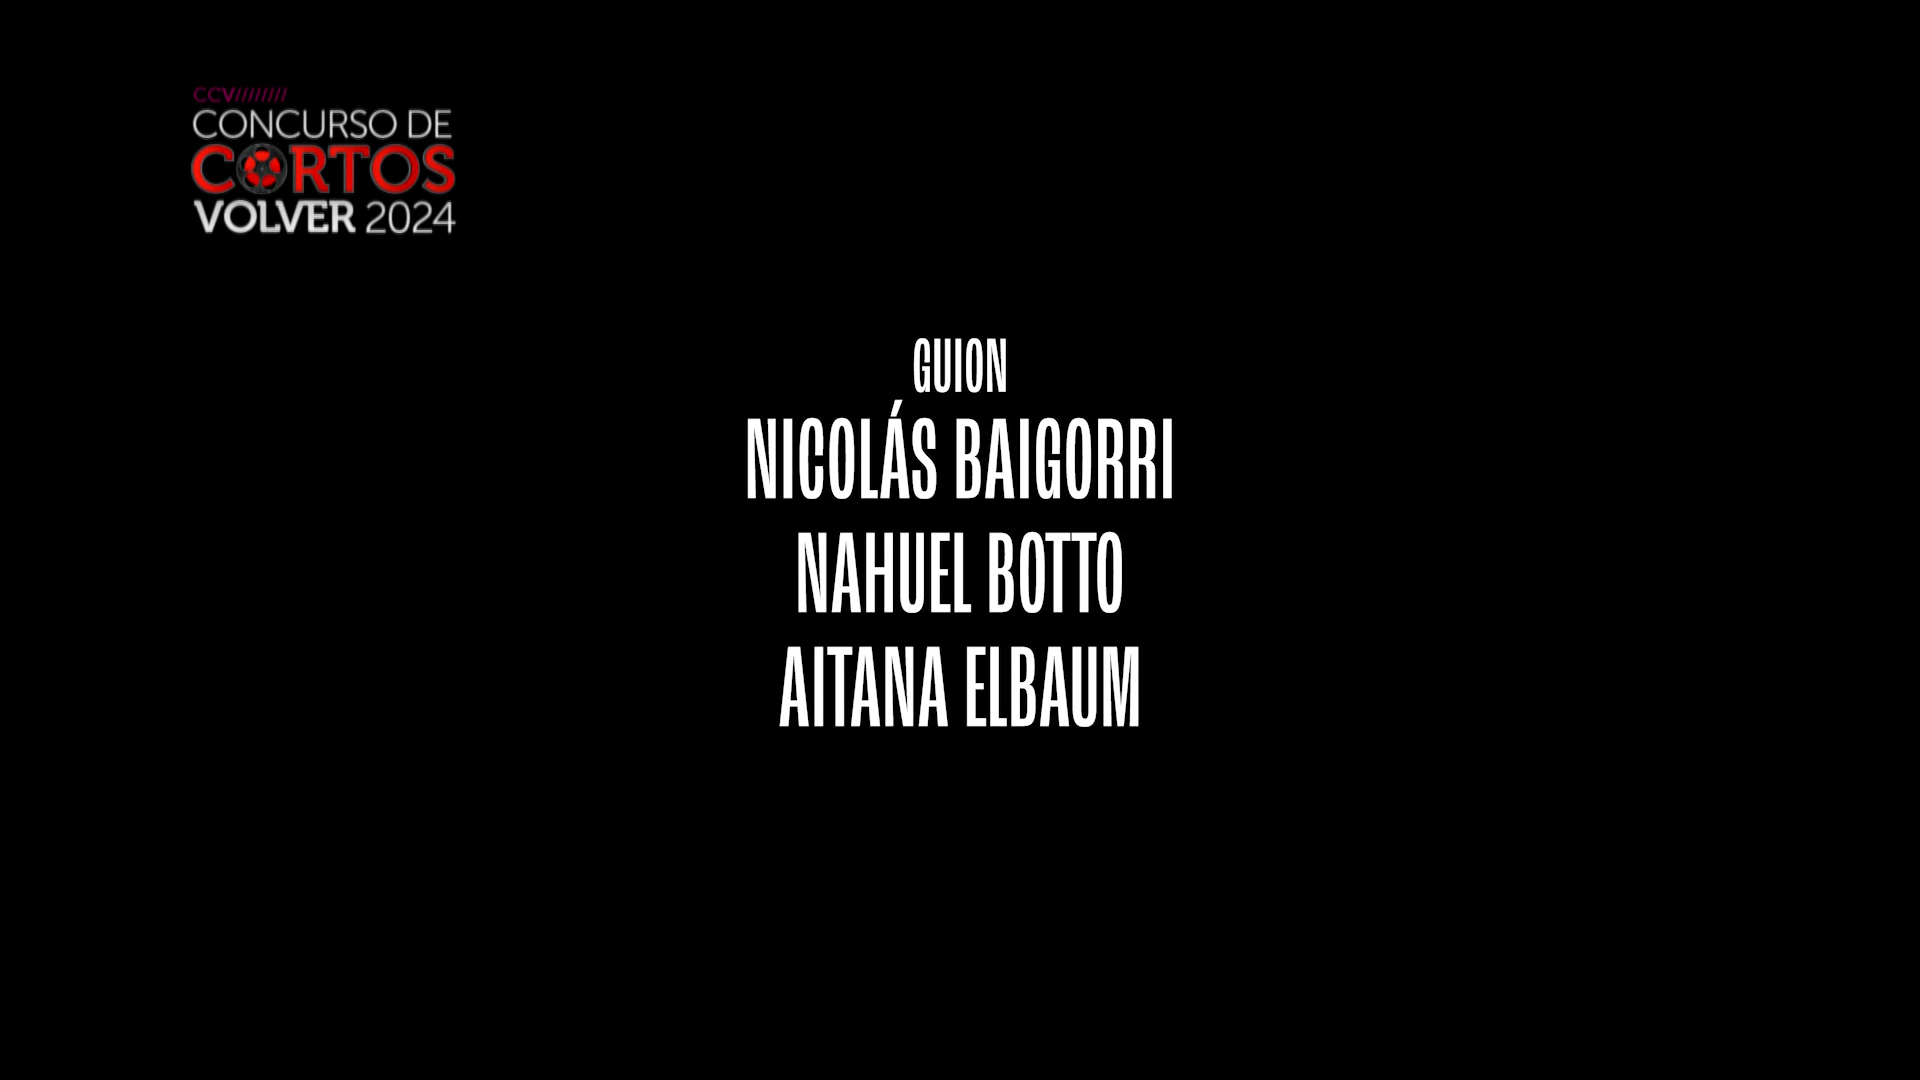 CCV////////
CONCURSO DE
CORTOS
VOLVER 2024
GUION
NICOLÁS BAIGORRI
NAHUEL BOTTO
AITANA ELBAUM